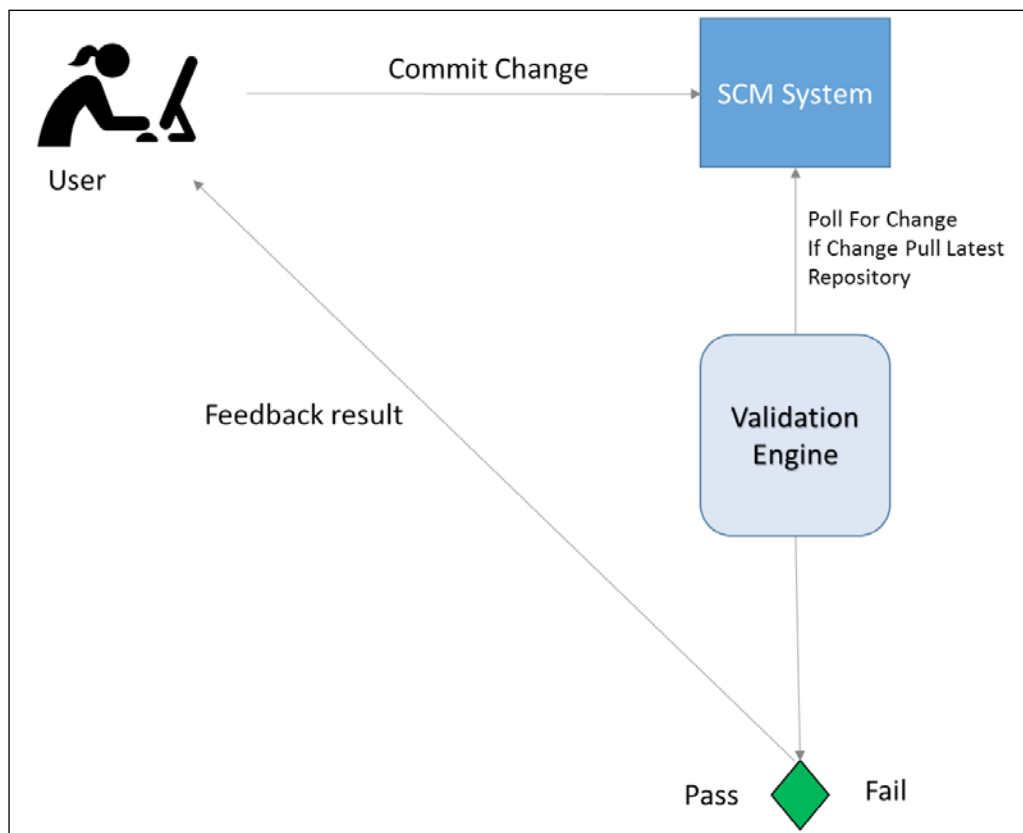 Commit Change
SCM System
User
Poll For Change
If Change Pull Latest
Repository
Feedback result
Validation
Engine
Pass
Fail